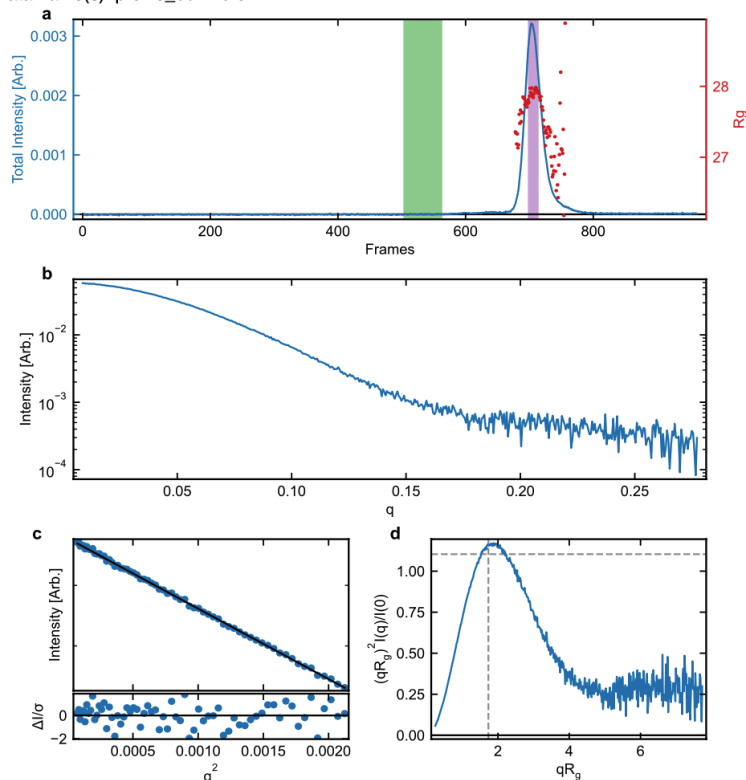 a
0.003
0.002
0.001
0.000
Total Intensity [Arb.]
28
27
Rg
0 200 400 600 800
Frames
b
10⁻²
10⁻³
10⁻⁴
Intensity [Arb.]
0.05 0.10 0.15 0.20 0.25
q
c
Intensity [Arb.]
0
−2
ΔI/σ
0.0005 0.0010 0.0015 0.0020
q²
d
1.00
0.75
0.50
0.25
0.00
(qRg)² I(q)/I(0)
2 4 6
qRg